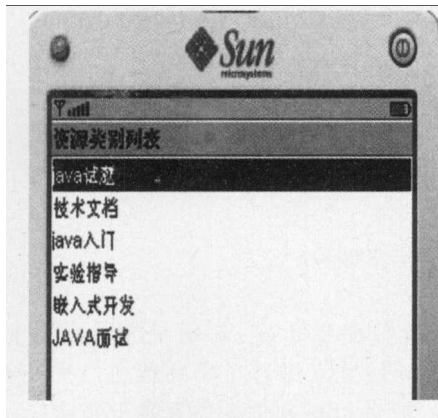 Sun
microsystems
资源类别列表
java试题
技术文档
java入门
实验指导
嵌入式开发
JAVA面试